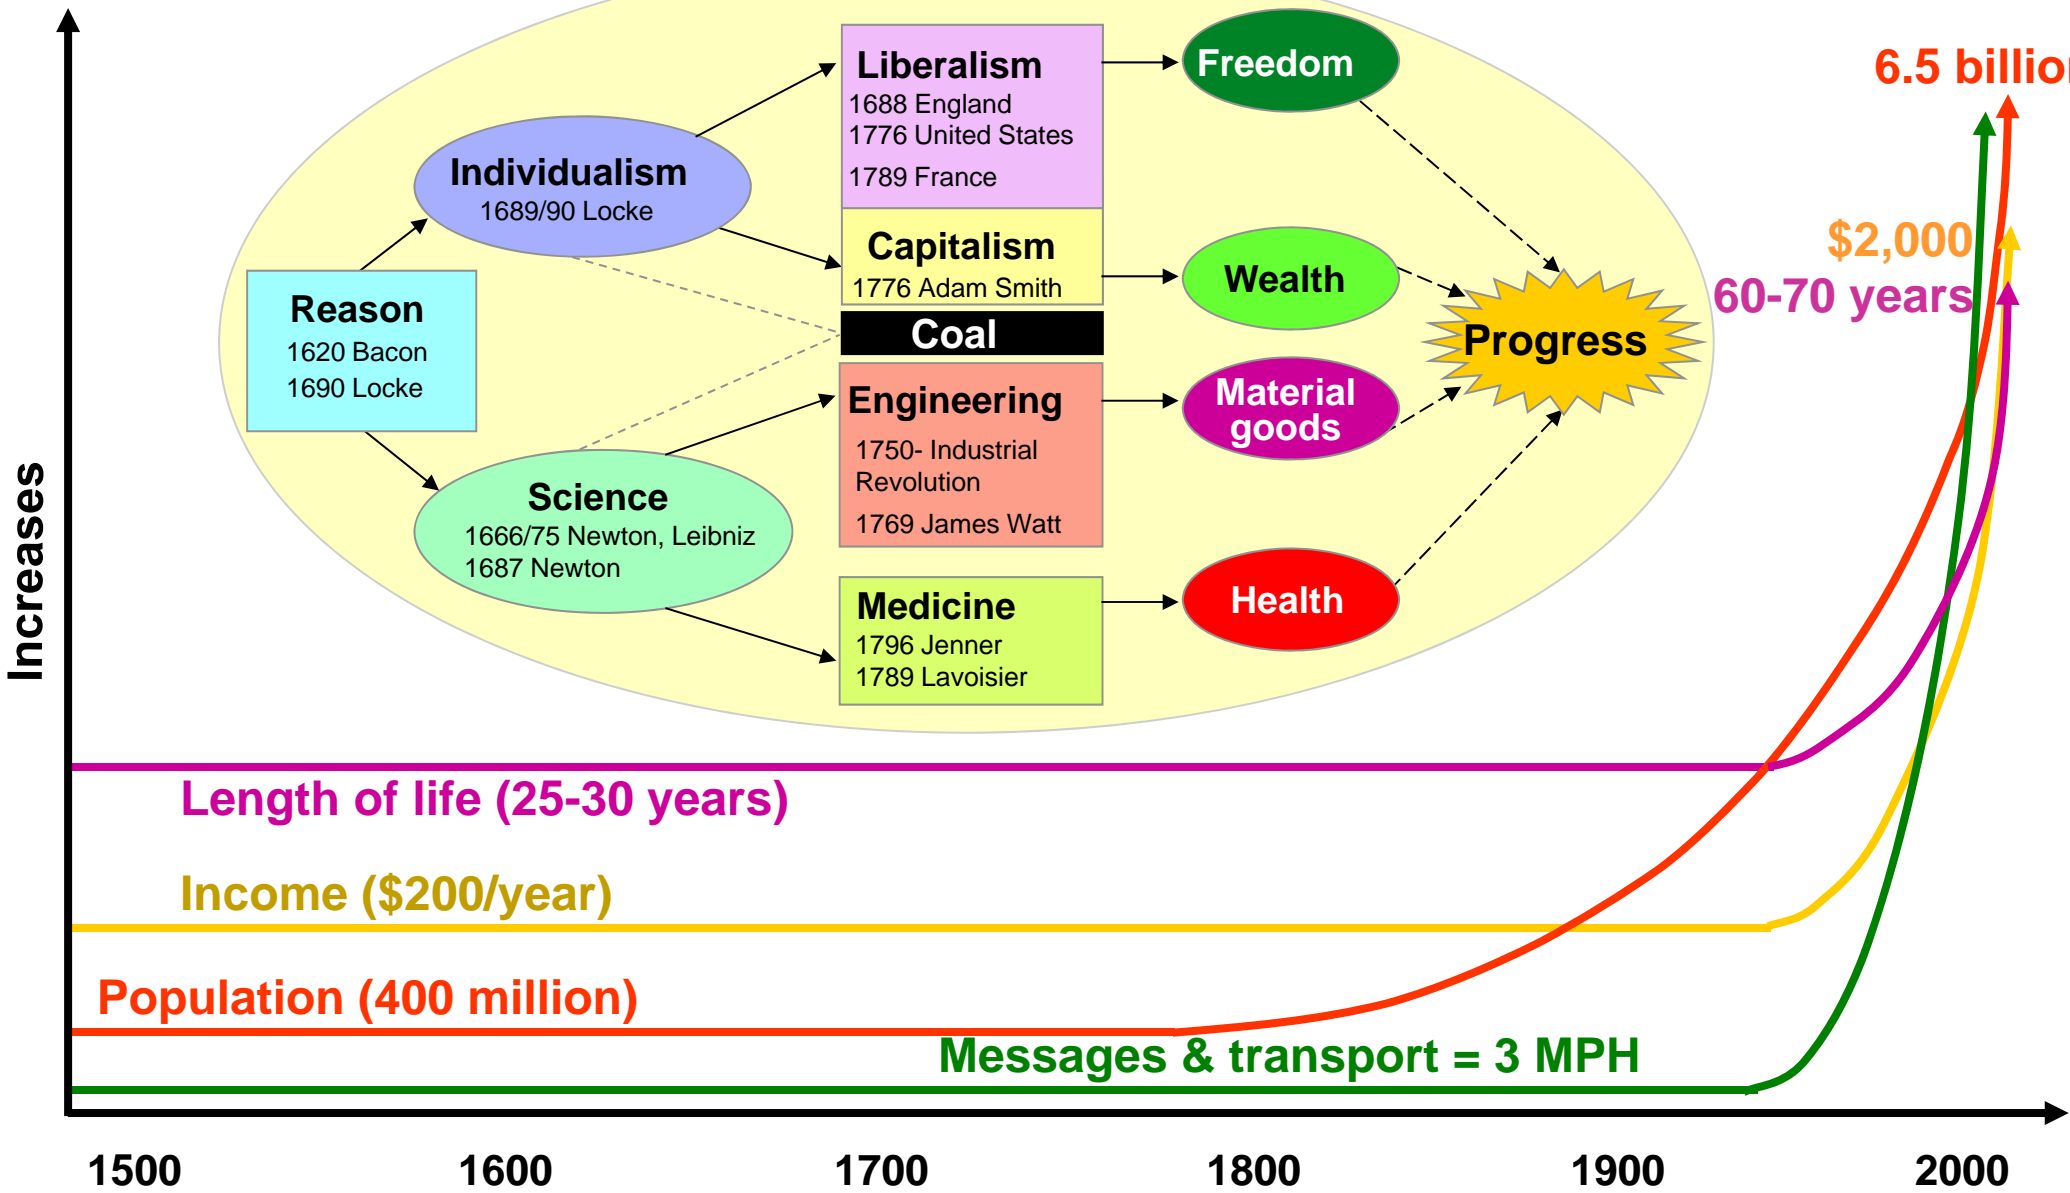 Liberalism
1688 England
1776 United States
1789 France
Freedom
6.5 billion
Individualism
1689/90 Locke
Capitalism
1776 Adam Smith
Wealth
$2,000
60-70 years
Reason
1620 Bacon
1690 Locke
Coal
Progress
Engineering
1750- Industrial
Revolution
1769 James Watt
Material
goods
Science
1666/75 Newton, Leibniz
1687 Newton
Medicine
1796 Jenner
1789 Lavoisier
Health
Increases
Length of life (25-30 years)
Income ($200/year)
Population (400 million)
Messages & transport = 3 MPH
1500 1600 1700 1800 1900 2000